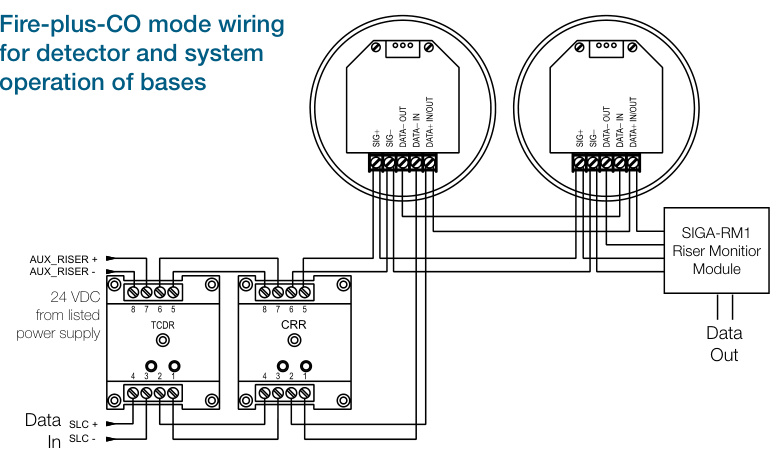 Fire-plus-CO mode wiring
for detector and system
operation of bases
SIG+
SIG–
DATA– OUT
DATA– IN
DATA+ IN/OUT
SIG+
SIG–
DATA– OUT
DATA– IN
DATA+ IN/OUT
SIGA-RM1
Riser Monitior
Module
Data
Out
AUX_RISER +
AUX_RISER -
24 VDC
from listed
power supply
8 7 6 5
TCDR
4 3 2 1
8 7 6 5
CRR
4 3 2 1
Data
In
SLC +
SLC -